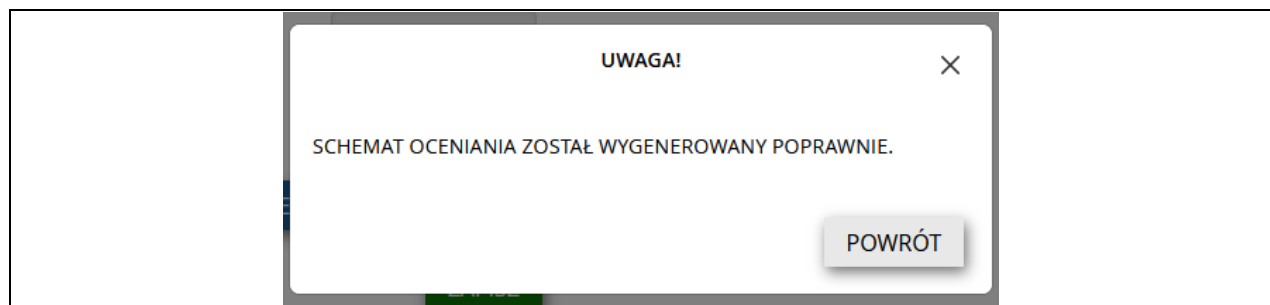 UWAGA!
SCHEMAT OCENIANIA ZOSTAŁ WYGENEROWANY POPRAWNIE.
POWRÓT